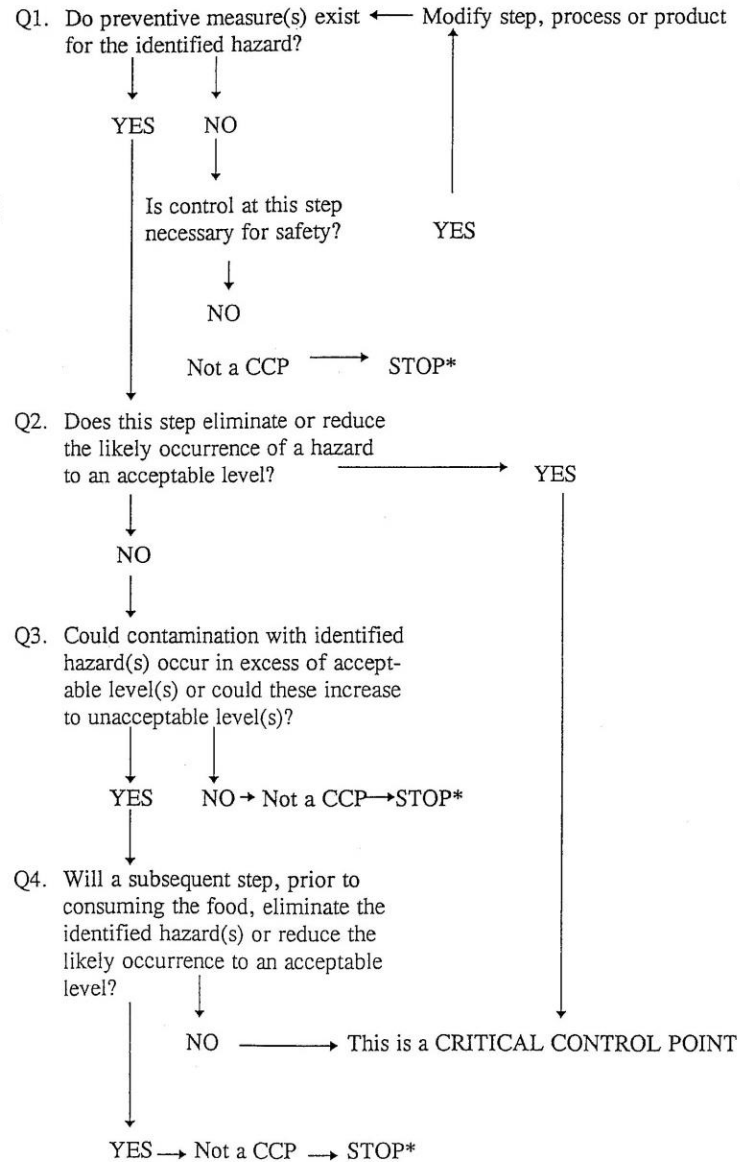 Q1. Do preventive measure(s) exist ← Modify step, process or product
for the identified hazard?
YES NO
Is control at this step
necessary for safety? YES
NO
Not a CCP → STOP*
Q2. Does this step eliminate or reduce
the likely occurrence of a hazard
to an acceptable level? → YES
NO
Q3. Could contamination with identified
hazard(s) occur in excess of accept-
able level(s) or could these increase
to unacceptable level(s)?
YES NO → Not a CCP → STOP*
Q4. Will a subsequent step, prior to
consuming the food, eliminate the
identified hazard(s) or reduce the
likely occurrence to an acceptable
level?
NO → This is a CRITICAL CONTROL POINT
YES → Not a CCP → STOP*